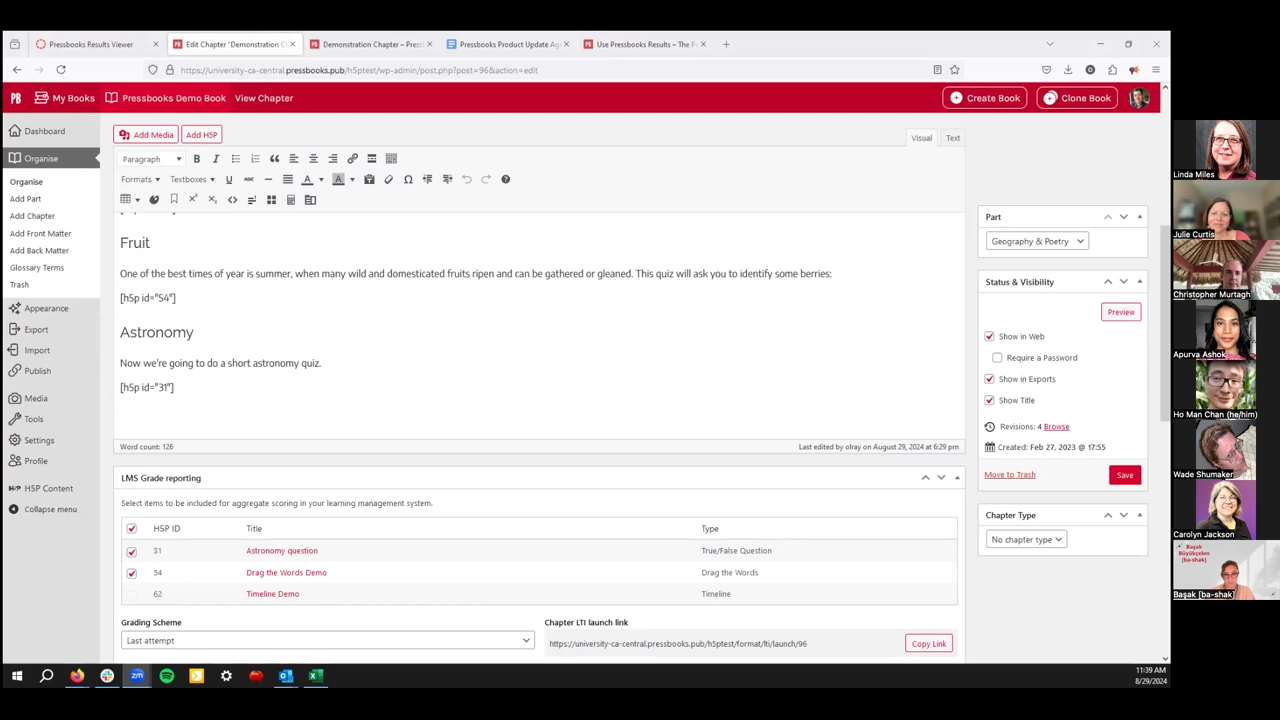 Pressbooks Results Viewer
Edit Chapter "Demonstration C
Demonstration Chapter – Press
Pressbooks Product Update Ag
Use Pressbooks Results — The P
https://university-ca-central.pressbooks.pub/h5ptest/wp-admin/post.php?post=96&action=edit
PB My Books Pressbooks Demo Book View Chapter Create Book Clone Book
Dashboard
Organise
Organise
Add Part
Add Chapter
Add Front Matter
Add Back Matter
Glossary Terms
Trash
Appearance
Export
Import
Publish
Media
Tools
Settings
Profile
H5P Content
Collapse menu
Add Media Add H5P Visual Text
Paragraph
Formats Textboxes
Fruit
One of the best times of year is summer, when many wild and domesticated fruits ripen and can be gathered or gleaned. This quiz will ask you to identify some berries:
[h5p id="54"]
Astronomy
Now we're going to do a short astronomy quiz.
[h5p id="31"]
Word count: 126 Last edited by olray on August 29, 2024 at 6:29 pm
LMS Grade reporting
Select items to be included for aggregate scoring in your learning management system.
H5P ID Title Type
31 Astronomy question True/False Question
54 Drag the Words Demo Drag the Words
62 Timeline Demo Timeline
Grading Scheme
Last attempt
Chapter LTI launch link
https://university-ca-central.pressbooks.pub/h5ptest/format/lti/launch/96 Copy Link
Part
Geography & Poetry
Status & Visibility
Preview
Show in Web
Require a Password
Show in Exports
Show Title
Revisions: 4 Browse
Created: Feb 27, 2023 @ 17:55
Move to Trash Save
Chapter Type
No chapter type
Linda Miles
Julie Curtis
Christopher Murtagh
Apurva Ashok
Ho Man Chan (he/him)
Wade Shumaker
Carolyn Jackson
Başak
Büyükçelen
[ba-shak]
Başak [ba-shak]
11:39 AM
8/29/2024